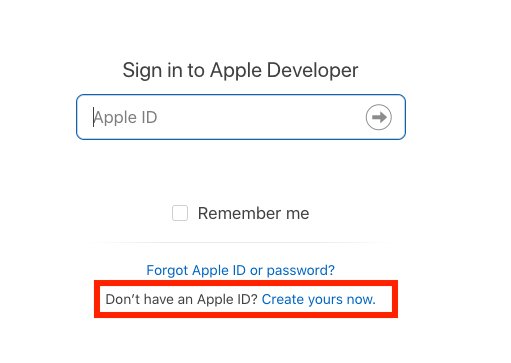 Sign in to Apple Developer
Apple ID
Remember me
Forgot Apple ID or password?
Don’t have an Apple ID? Create yours now.